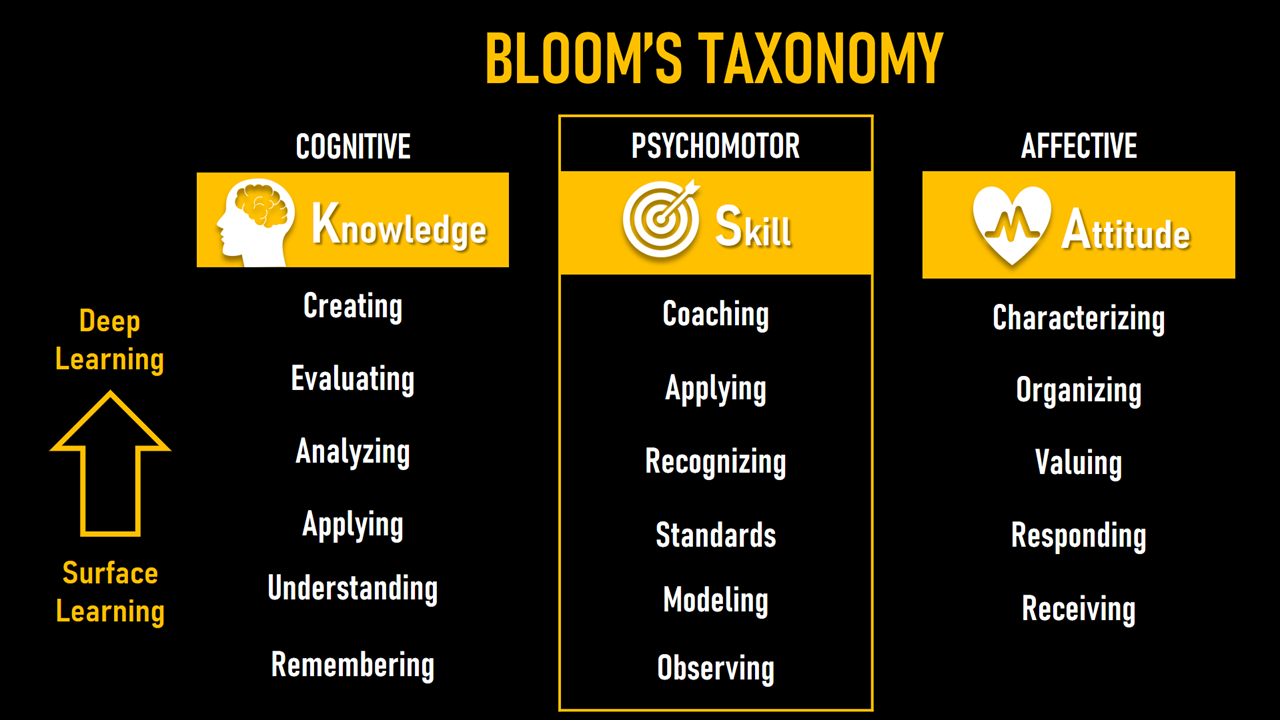 BLOOM'S TAXONOMY
COGNITIVE
Knowledge
Creating
Evaluating
Analyzing
Applying
Understanding
Remembering
PSYCHOMOTOR
Skill
Coaching
Applying
Recognizing
Standards
Modeling
Observing
AFFECTIVE
Attitude
Characterizing
Organizing
Valuing
Responding
Receiving
Deep
Learning
Surface
Learning